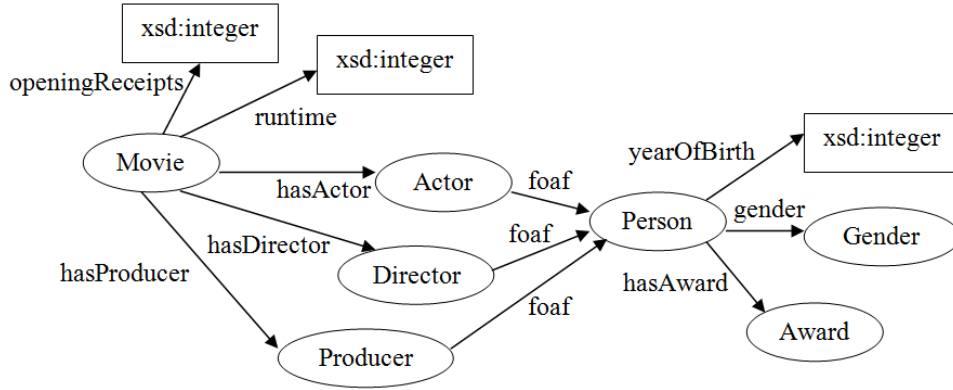 xsd:integer
xsd:integer
openingReceipts
runtime
xsd:integer
Movie
yearOfBirth
hasActor
Actor
foaf
Person
gender
Gender
hasDirector
foaf
hasProducer
Director
hasAward
foaf
Award
Producer